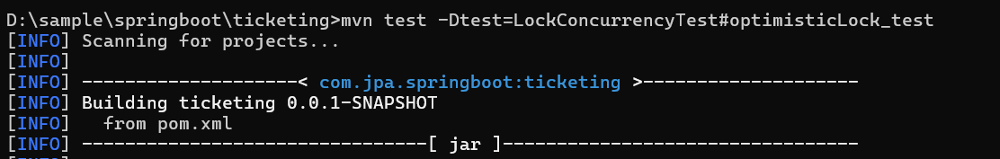 D:\sample\springboot\ticketing>mvn test -Dtest=LockConcurrencyTest#optimisticLock_test
[INFO] Scanning for projects...
[INFO]
[INFO] --------------------< com.jpa.springboot:ticketing >--------------------
[INFO] Building ticketing 0.0.1-SNAPSHOT
[INFO]   from pom.xml
[INFO] --------------------------------[ jar ]---------------------------------